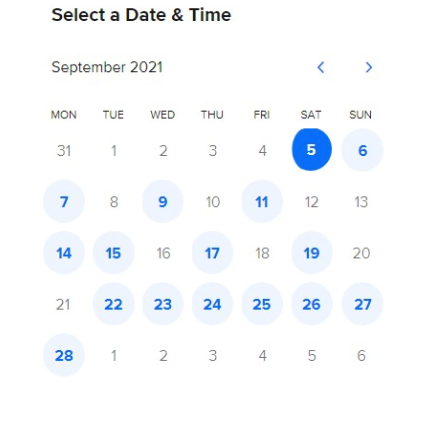 Select a Date & Time
September 2021
MON TUE WED THU FRI SAT SUN
31 1 2 3 4 5 6
7 8 9 10 11 12 13
14 15 16 17 18 19 20
21 22 23 24 25 26 27
28 1 2 3 4 5 6